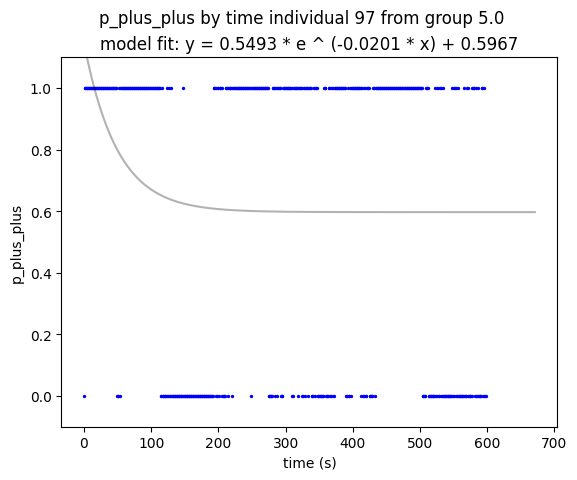 p_plus_plus by time individual 97 from group 5.0
model fit: y = 0.5493 * e ^ (-0.0201 * x) + 0.5967
1.0
0.8
0.6
0.4
0.2
0.0
p_plus_plus
0 100 200 300 400 500 600 700
time (s)